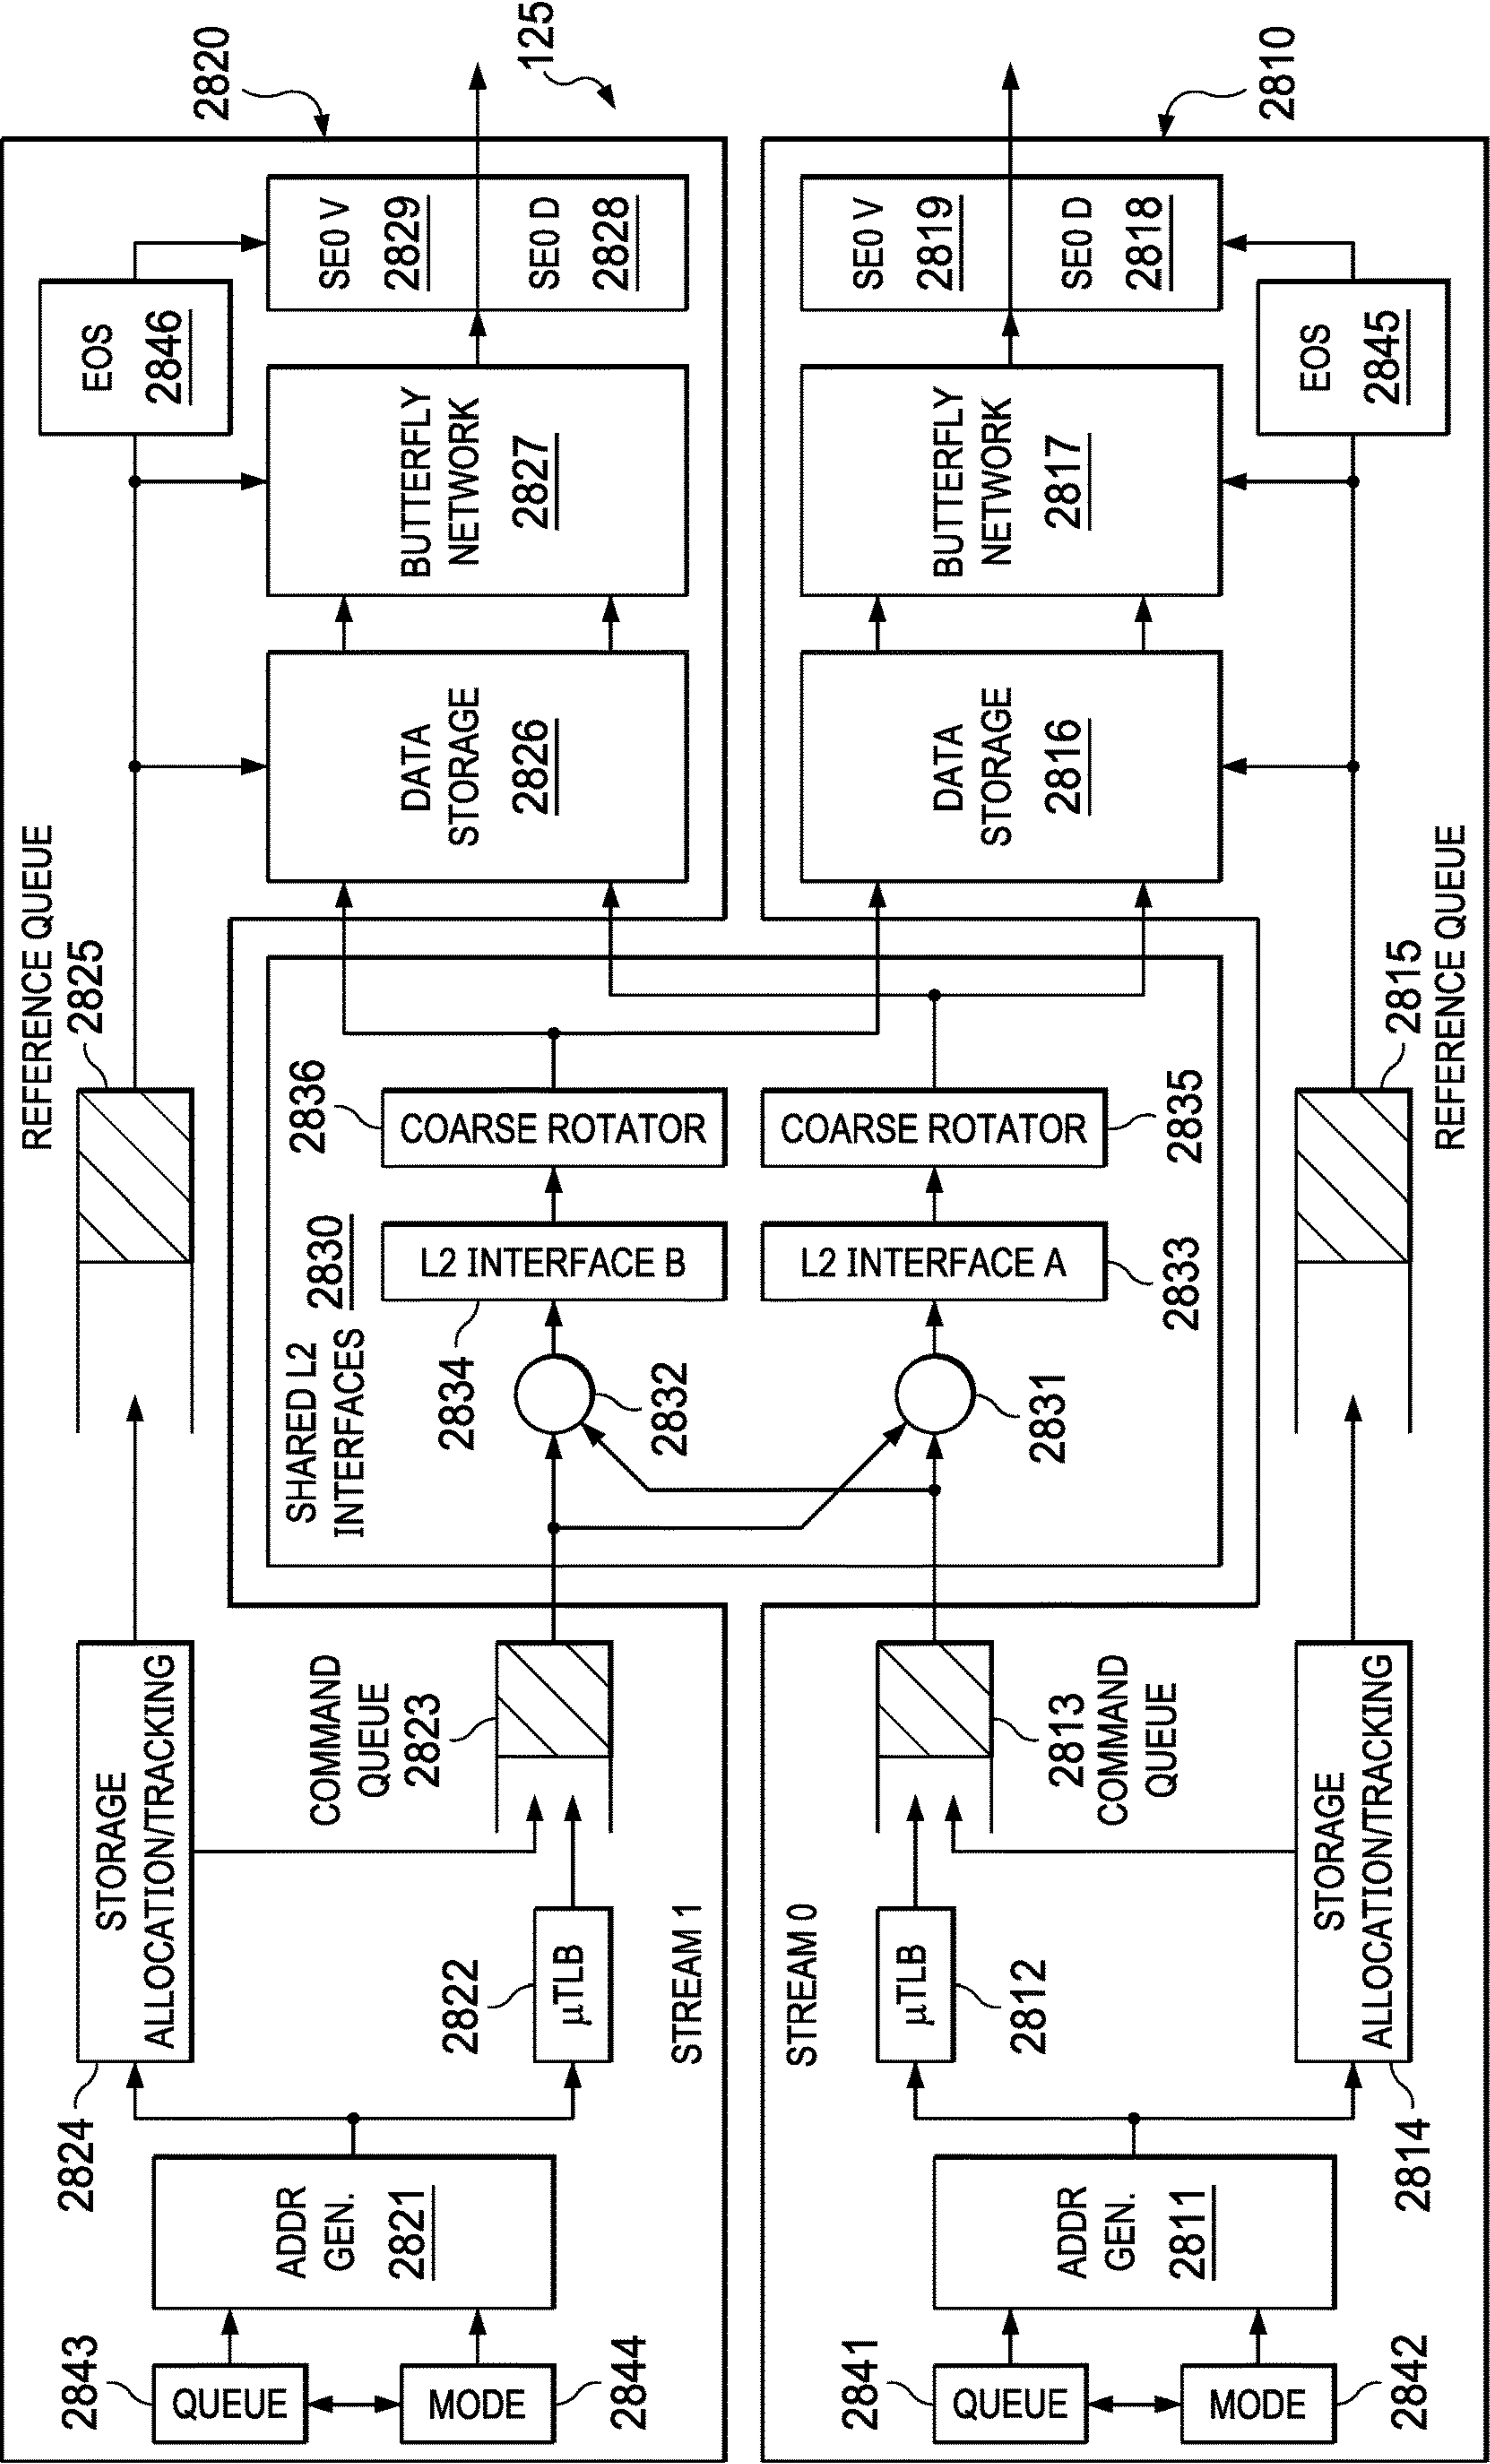 2820
125
2843
QUEUE
MODE
2844
ADDR
GEN.
2821
2824
STORAGE
ALLOCATION/TRACKING
2822
µTLB
STREAM 1
COMMAND
QUEUE
2823
REFERENCE QUEUE
2825
SHARED L2
INTERFACES
2830
2832
2834
L2 INTERFACE B
2836
COARSE ROTATOR
DATA
STORAGE
2826
BUTTERFLY
NETWORK
2827
EOS
2846
SE0 V
2829
SE0 D
2828
2831
L2 INTERFACE A
2833
COARSE ROTATOR
2835
2841
QUEUE
MODE
2842
ADDR
GEN.
2811
STREAM 0
µTLB
2812
STORAGE
ALLOCATION/TRACKING
2814
2813
COMMAND
QUEUE
2815
REFERENCE QUEUE
DATA
STORAGE
2816
BUTTERFLY
NETWORK
2817
EOS
2845
SE0 V
2819
SE0 D
2818
2810